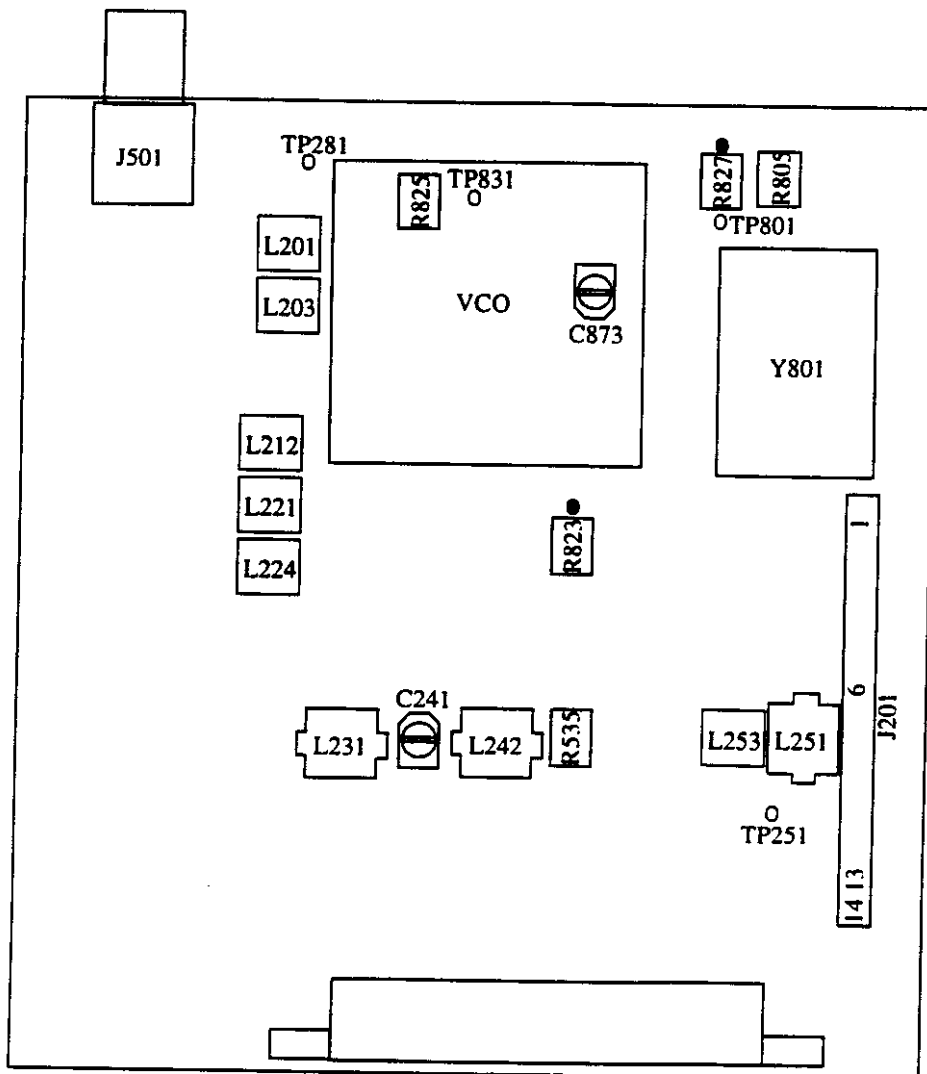 J501
TP281
R825
TP831
R827
R805
TP801
L201
L203
VCO
C873
Y801
L212
L221
L224
R823
1
6
J201
C241
L231
L242
R535
L253
L251
TP251
14 13